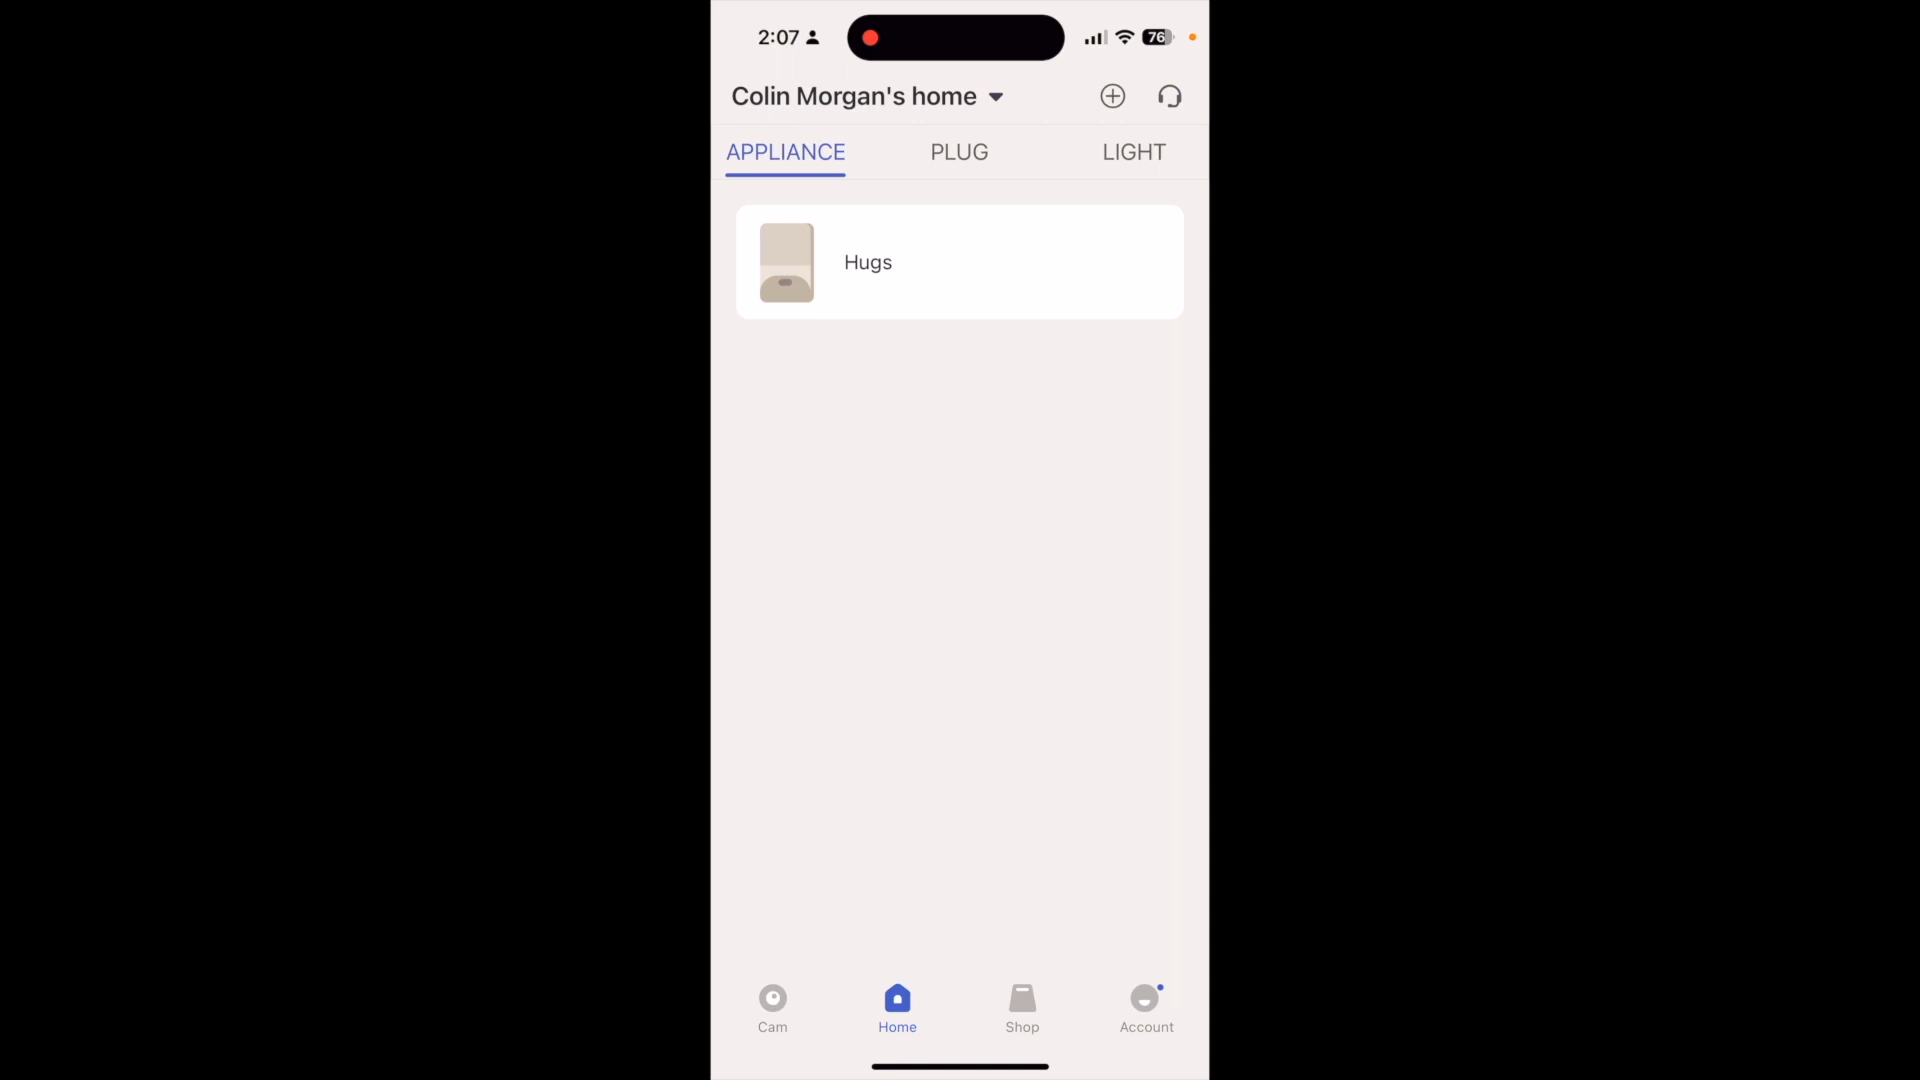 2:07
76
Colin Morgan's home
APPLIANCE PLUG LIGHT
Hugs
Cam Home Shop Account